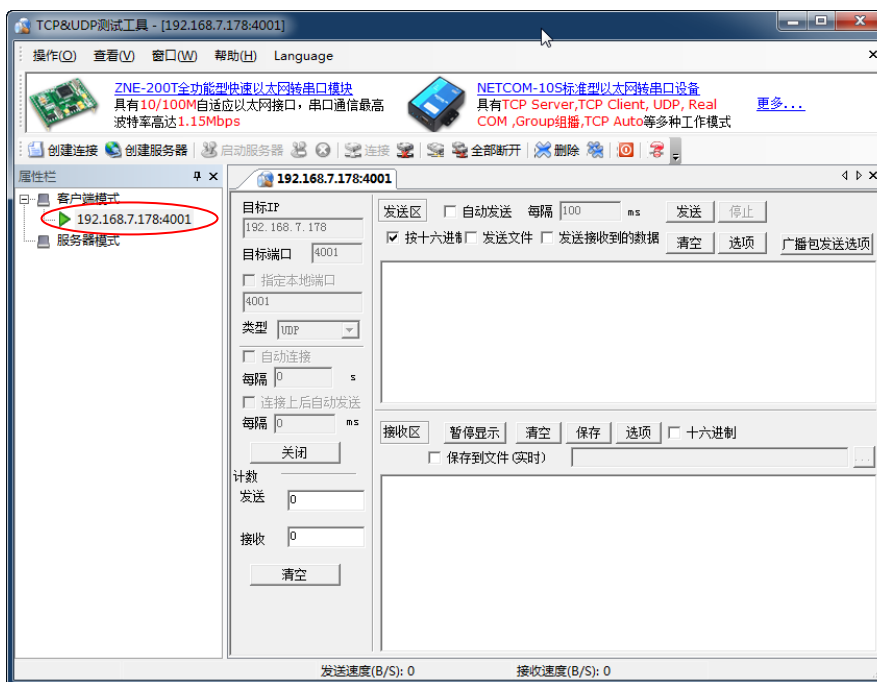 TCP&UDP测试工具 - [192.168.7.178:4001]
操作(O) 查看(V) 窗口(W) 帮助(H) Language
ZNE-200T全功能型快速以太网转串口模块
具有10/100M自适应以太网接口，串口通信最高
波特率高达1.15Mbps
NETCOM-10S标准型以太网转串口设备
具有TCP Server,TCP Client, UDP, Real
COM ,Group组播,TCP Auto等多种工作模式
更多...
创建连接 创建服务器 启动服务器 连接 全部断开 删除
属性栏
客户端模式
192.168.7.178:4001
服务器模式
192.168.7.178:4001
目标IP
192.168.7.178
目标端口 4001
指定本地端口
4001
类型 UDP
自动连接
每隔 0 s
连接上后自动发送
每隔 0 ms
关闭
计数
发送 0
接收 0
清空
发送区 自动发送 每隔 100 ms 发送 停止
按十六进制 发送文件 发送接收到的数据 清空 选项 广播包发送选项
接收区 暂停显示 清空 保存 选项 十六进制
保存到文件(实时) ...
发送速度(B/S): 0 接收速度(B/S): 0